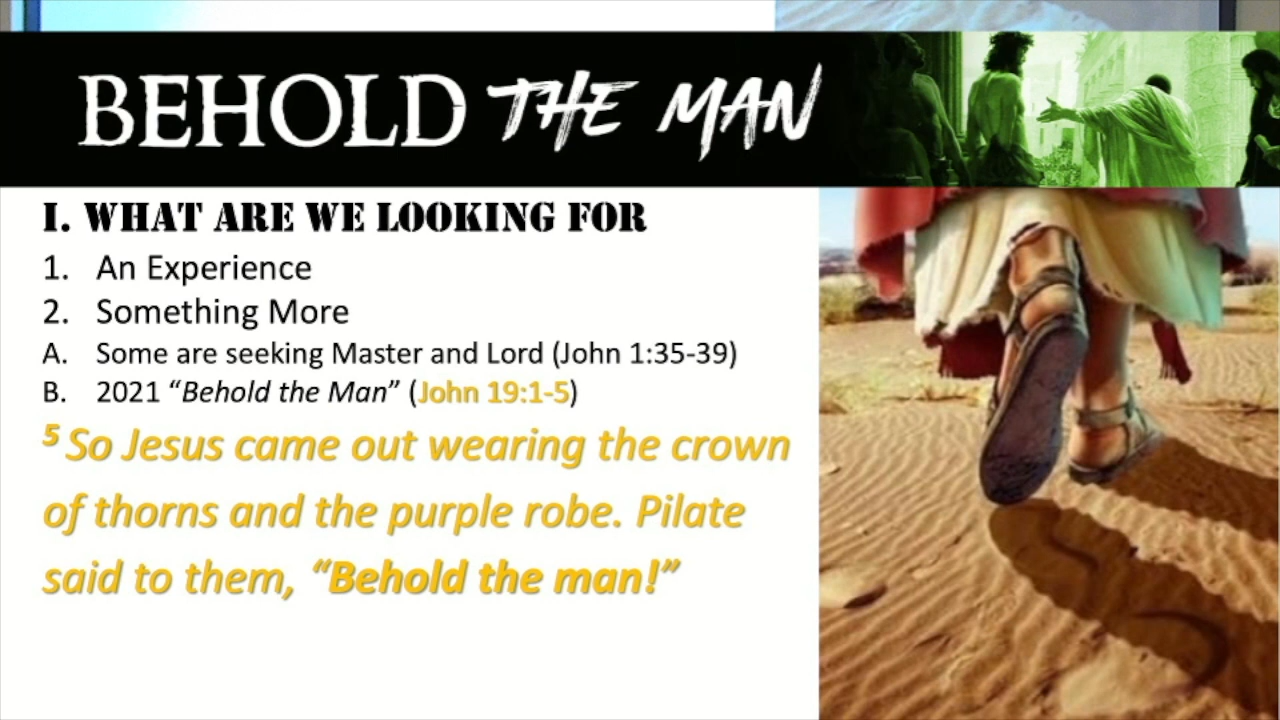 BEHOLD THE MAN
I. WHAT ARE WE LOOKING FOR
1. An Experience
2. Something More
A. Some are seeking Master and Lord (John 1:35-39)
B. 2021 “Behold the Man” (John 19:1-5)
5 So Jesus came out wearing the crown
of thorns and the purple robe. Pilate
said to them, “Behold the man!”